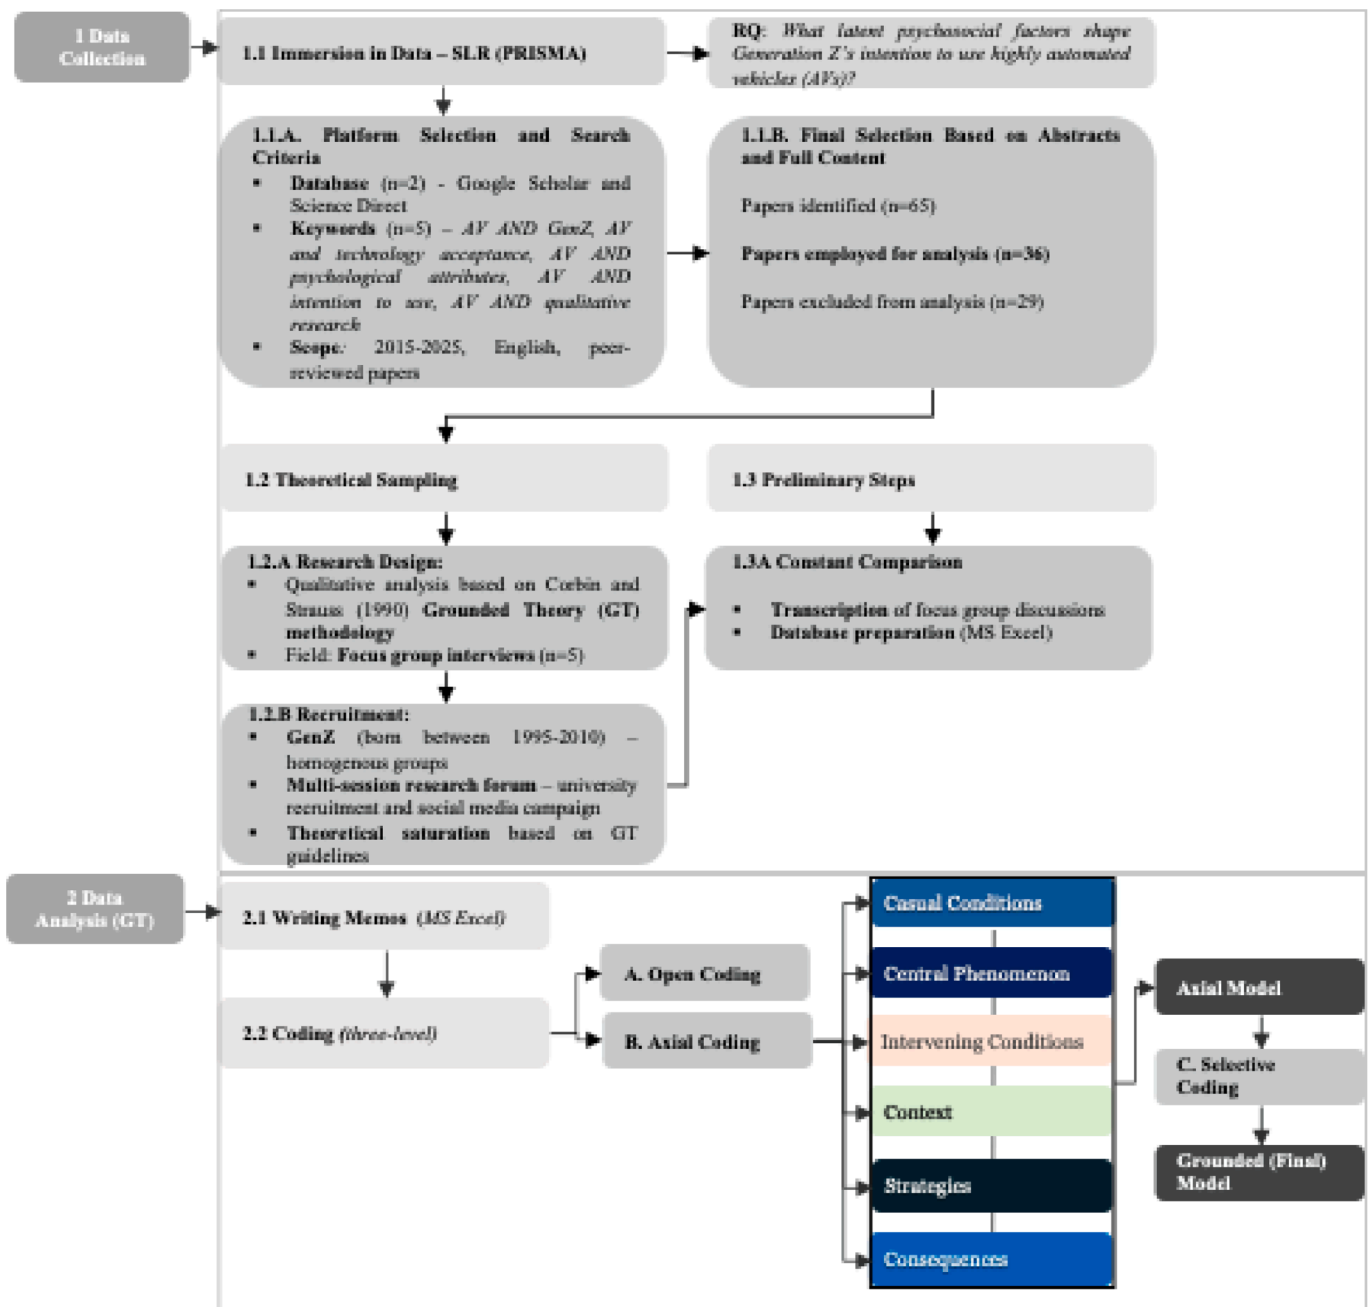 1 Data
Collection
1.1 Immersion in Data – SLR (PRISMA)
RQ: What latent psychosocial factors shape
Generation Z's intention to use highly automated
vehicles (AVs)?
1.1.A. Platform Selection and Search
Criteria
▪ Database (n=2) - Google Scholar and
Science Direct
▪ Keywords (n=5) – AV AND GenZ, AV
and technology acceptance, AV AND
psychological attributes, AV AND
intention to use, AV AND qualitative
research
▪ Scope: 2015-2025, English, peer-
reviewed papers
1.1.B. Final Selection Based on Abstracts
and Full Content
Papers identified (n=65)
Papers employed for analysis (n=36)
Papers excluded from analysis (n=29)
1.2 Theoretical Sampling
1.3 Preliminary Steps
1.2.A Research Design:
▪ Qualitative analysis based on Corbin and
Strauss (1990) Grounded Theory (GT)
methodology
▪ Field: Focus group interviews (n=5)
1.3A Constant Comparison
▪ Transcription of focus group discussions
▪ Database preparation (MS Excel)
1.2.B Recruitment:
▪ GenZ (born between 1995-2010) –
homogenous groups
▪ Multi-session research forum – university
recruitment and social media campaign
▪ Theoretical saturation based on GT
guidelines
2 Data
Analysis (GT)
2.1 Writing Memos (MS Excel)
2.2 Coding (three-level)
A. Open Coding
B. Axial Coding
Casual Conditions
Central Phenomenon
Intervening Conditions
Context
Strategies
Consequences
Axial Model
C. Selective
Coding
Grounded (Final)
Model